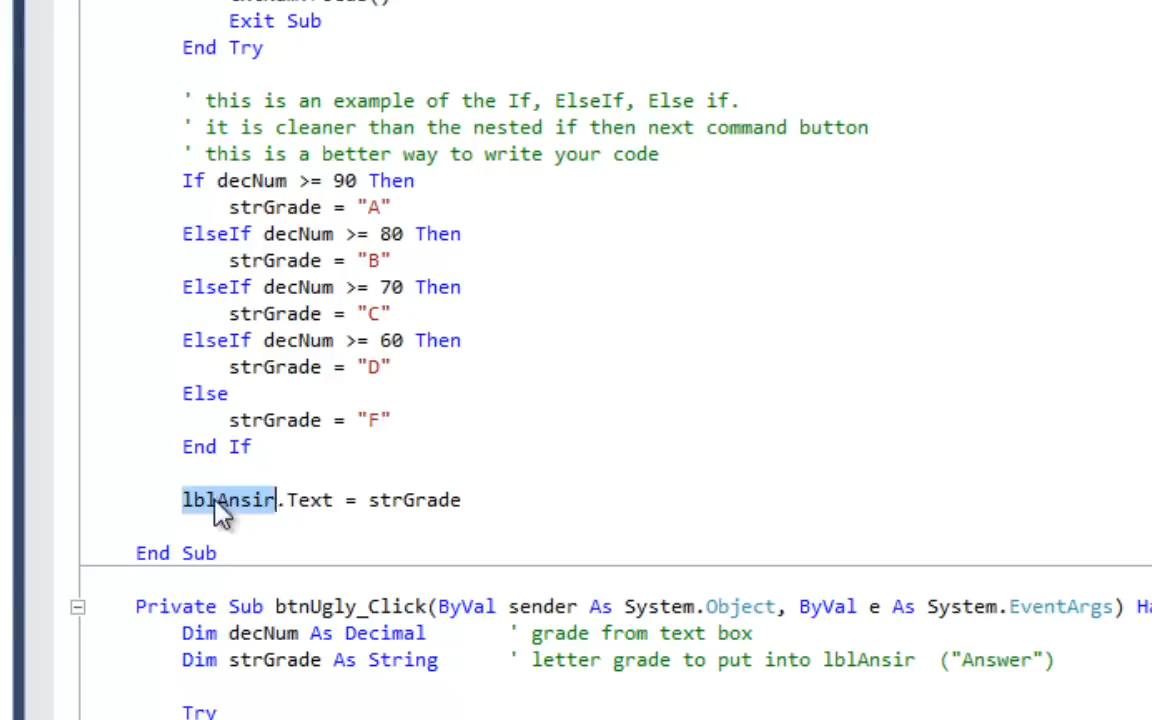 Exit Sub
End Try
' this is an example of the If, ElseIf, Else if.
' it is cleaner than the nested if then next command button
' this is a better way to write your code
If decNum >= 90 Then
strGrade = "A"
ElseIf decNum >= 80 Then
strGrade = "B"
ElseIf decNum >= 70 Then
strGrade = "C"
ElseIf decNum >= 60 Then
strGrade = "D"
Else
strGrade = "F"
End If
lblAnsir.Text = strGrade
End Sub
Private Sub btnUgly_Click(ByVal sender As System.Object, ByVal e As System.EventArgs)
Dim decNum As Decimal ' grade from text box
Dim strGrade As String ' letter grade to put into lblAnsir ("Answer")
Try